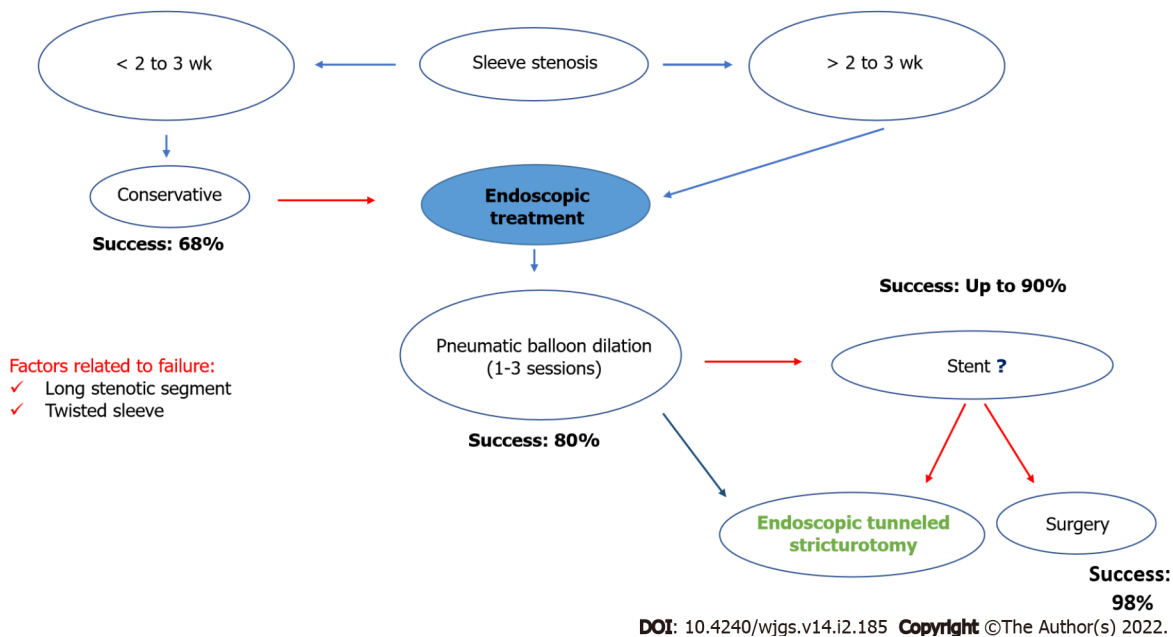 < 2 to 3 wk
Sleeve stenosis
> 2 to 3 wk
Conservative
Success: 68%
Endoscopic
treatment
Success: Up to 90%
Pneumatic balloon dilation
(1-3 sessions)
Success: 80%
Stent ?
Factors related to failure:
✓ Long stenotic segment
✓ Twisted sleeve
Endoscopic tunneled
stricturotomy
Surgery
Success:
98%
DOI: 10.4240/wjgs.v14.i2.185 Copyright ©The Author(s) 2022.